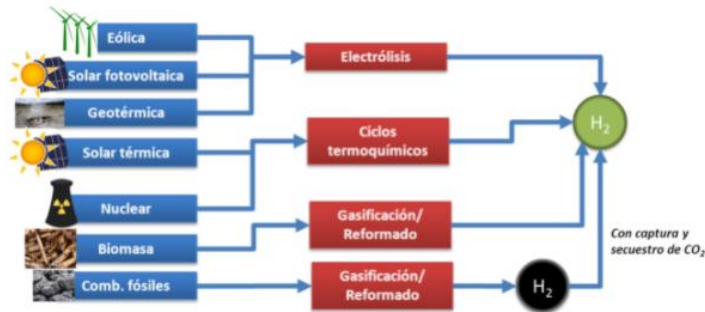 Eólica
Solar fotovoltaica
Geotérmica
Solar térmica
Nuclear
Biomasa
Comb. fósiles
Electrólisis
Ciclos
termoquímicos
Gasificación/
Reformado
Gasificación/
Reformado
H₂
H₂
Con captura y
secuestro de CO₂